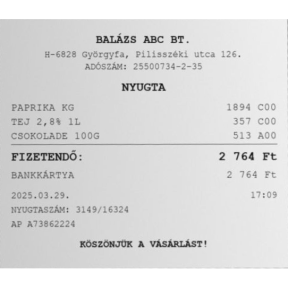 BALÁZS ABC BT.
H-6828 Györgyfa, Pilisszéki utca 126.
ADÓSZÁM: 25500734-2-35
NYUGTA
PAPRIKA KG 1894 C00
TEJ 2,8% 1L 357 C00
CSOKOLADE 100G 513 A00
FIZETENDŐ: 2 764 Ft
BANKKÁRTYA 2 764 Ft
2025.03.29. 17:09
NYUGTASZÁM: 3149/16324
AP A73862224
KÖSZÖNJÜK A VÁSÁRLÁST!